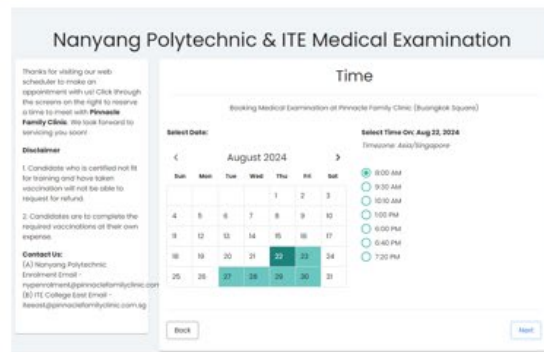 Nanyang Polytechnic & ITE Medical Examination
Thanks for visiting our web
scheduler to make an
appointment with us! Click through
the screens on the right to reserve
a time to meet with Pinnacle
Family Clinic. We look forward to
servicing you soon!
Disclaimer
1. Candidate who is certified not fit
for training and have taken
vaccination will not be able to
request for refund.
2. Candidates are to complete the
required vaccinations at their own
expense.
Contact Us:
(A) Nanyang Polytechnic
Enrolment Email -
nypenrolment@pinnaclefamilyclinic.com
(B) ITE College East Email -
iteeast@pinnaclefamilyclinic.com.sg
Time
Booking Medical Examination at Pinnacle Family Clinic (Buangkok Square)
Select Date:
< August 2024 >
Sun Mon Tue Wed Thu Fri Sat
1 2 3
4 5 6 7 8 9 10
11 12 13 14 15 16 17
18 19 20 21 22 23 24
25 26 27 28 29 30 31
Select Time On: Aug 22, 2024
Timezone: Asia/Singapore
9:30 AM
10:10 AM
1:00 PM
6:00 PM
6:40 PM
7:20 PM
Back
Next